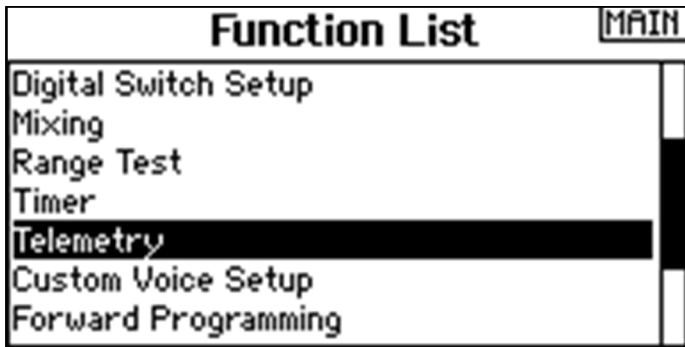 Function List
MAIN
Digital Switch Setup
Mixing
Range Test
Timer
Telemetry
Custom Voice Setup
Forward Programming